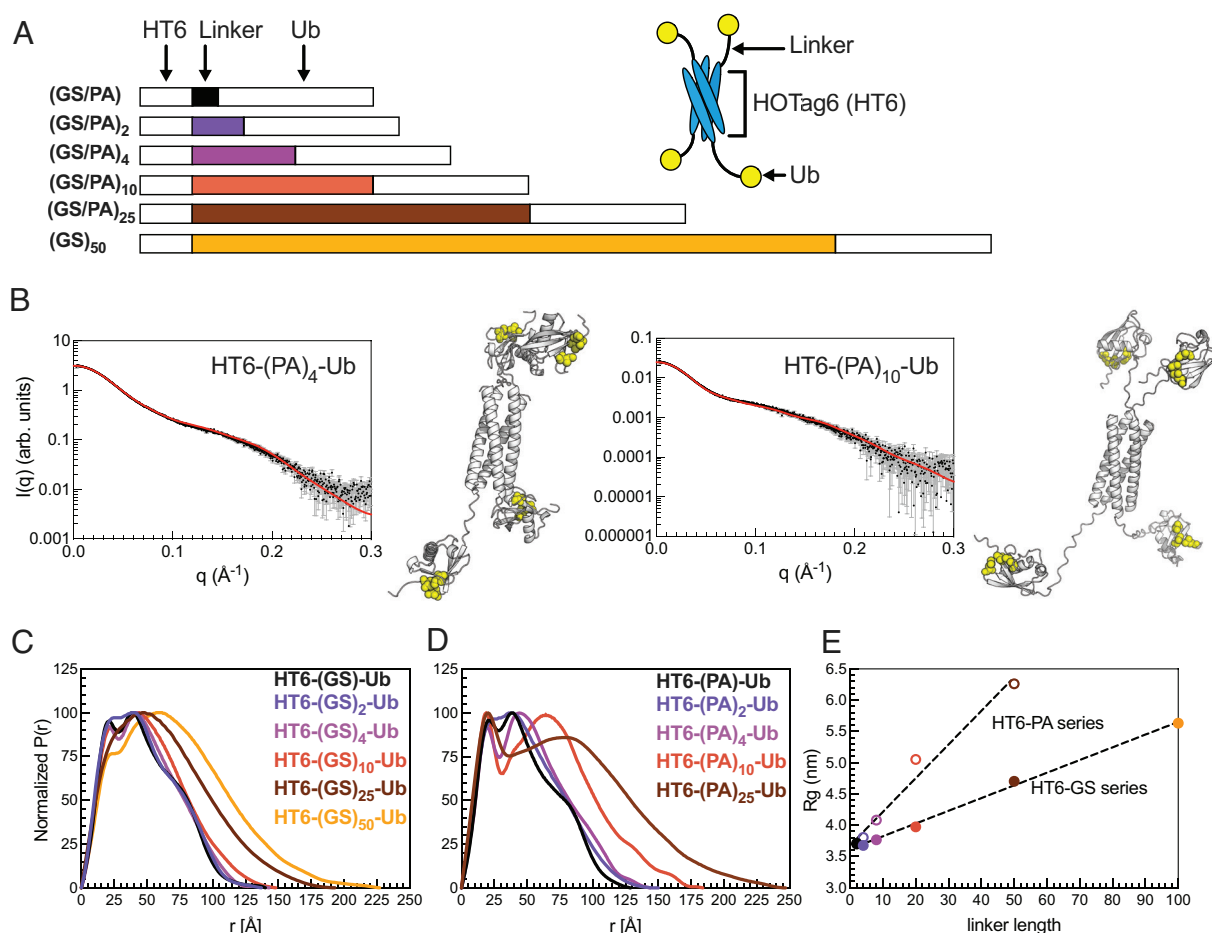 A
HT6 Linker Ub
(GS/PA)
(GS/PA)2
(GS/PA)4
(GS/PA)10
(GS/PA)25
(GS)50
Linker
HOTag6 (HT6)
Ub
B
HT6-(PA)4-Ub
I(q) (arb. units)
10
1
0.1
0.01
0.001
0.0 0.1 0.2 0.3
q (Å-1)
HT6-(PA)10-Ub
0.1
0.01
0.001
0.0001
0.00001
0.000001
0.0 0.1 0.2 0.3
q (Å-1)
C
Normalized P(r)
125
100
75
50
25
0
0 25 50 75 100 125 150 175 200 225 250
r [Å]
HT6-(GS)-Ub
HT6-(GS)2-Ub
HT6-(GS)4-Ub
HT6-(GS)10-Ub
HT6-(GS)25-Ub
HT6-(GS)50-Ub
D
125
100
75
50
25
0
0 25 50 75 100 125 150 175 200 225 250
r [Å]
HT6-(PA)-Ub
HT6-(PA)2-Ub
HT6-(PA)4-Ub
HT6-(PA)10-Ub
HT6-(PA)25-Ub
E
Rg (nm)
6.5
6.0
5.5
5.0
4.5
4.0
3.5
3.0
0 10 20 30 40 50 60 70 80 90 100
linker length
HT6-PA series
HT6-GS series